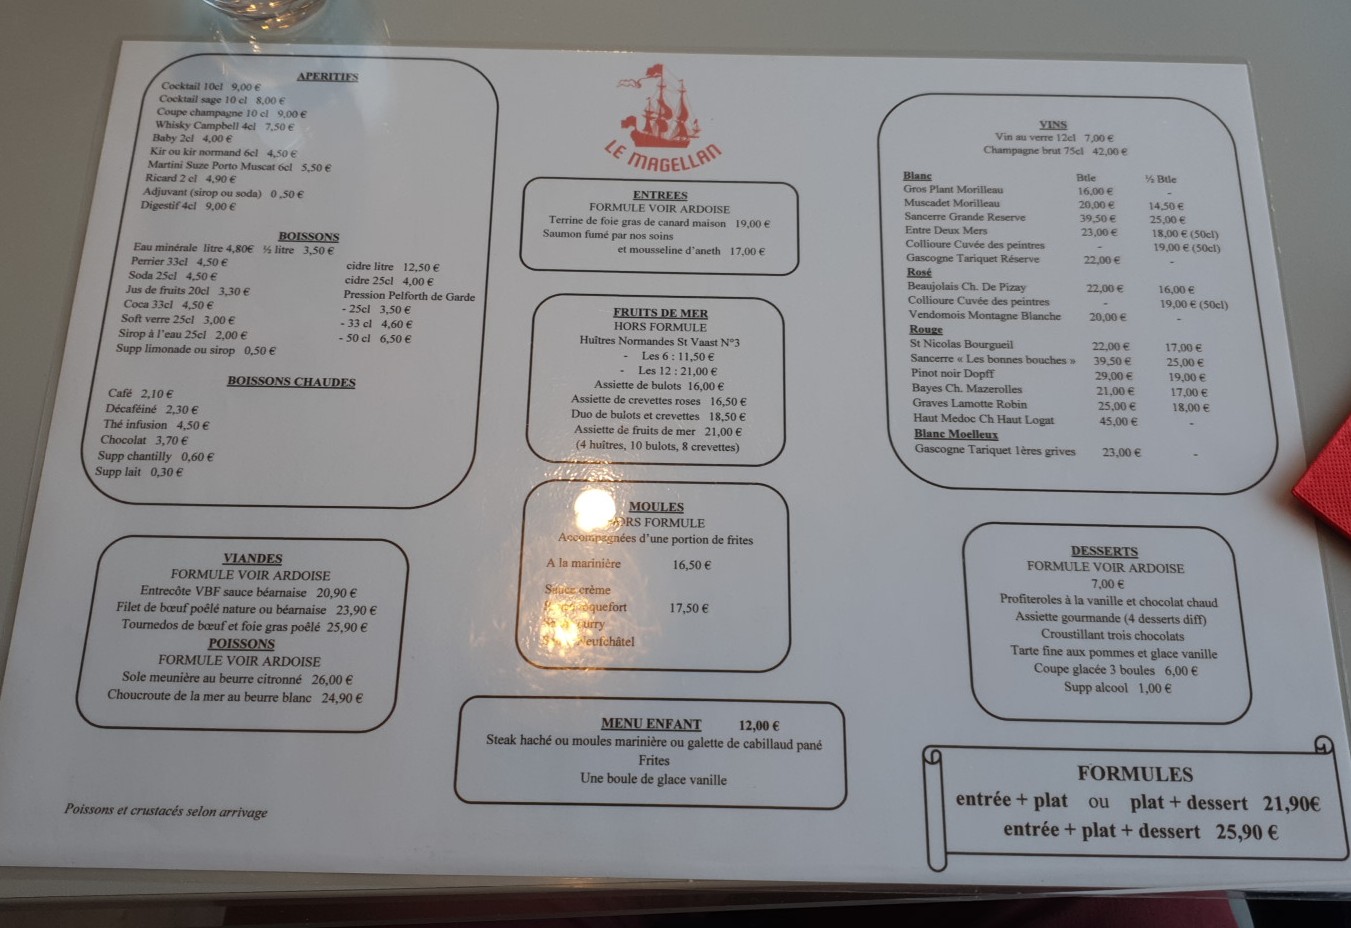 APERITIFS
Cocktail 10cl 9,00 €
Cocktail sage 10 cl 8,00 €
Coupe champagne 10 cl 9,00 €
Whisky Campbell 4cl 7,50 €
Baby 2cl 4,00 €
Kir ou kir normand 6cl 4,50 €
Martini Suze Porto Muscat 6cl 5,50 €
Ricard 2 cl 4,90 €
Adjuvant (sirop ou soda) 0,50 €
Digestif 4cl 9,00 €
BOISSONS
Eau minérale litre 4,80€ ½ litre 3,50 €
Perrier 33cl 4,50 €
Soda 25cl 4,50 €
Jus de fruits 20cl 3,30 €
Coca 33cl 4,50 €
Soft verre 25cl 3,00 €
Sirop à l'eau 25cl 2,00 €
Supp limonade ou sirop 0,50 €
cidre litre 12,50 €
cidre 25cl 4,00 €
Pression Pelforth de Garde
- 25cl 3,50 €
- 33 cl 4,60 €
- 50 cl 6,50 €
BOISSONS CHAUDES
Café 2,10 €
Décaféiné 2,30 €
Thé infusion 4,50 €
Chocolat 3,70 €
Supp chantilly 0,60 €
Supp lait 0,30 €
VIANDES
FORMULE VOIR ARDOISE
Entrecôte VBF sauce béarnaise 20,90 €
Filet de bœuf poêlé nature ou béarnaise 23,90 €
Tournedos de bœuf et foie gras poêlé 25,90 €
POISSONS
FORMULE VOIR ARDOISE
Sole meunière au beurre citronné 26,00 €
Choucroute de la mer au beurre blanc 24,90 €
Poissons et crustacés selon arrivage
LE MAGELLAN
ENTREES
FORMULE VOIR ARDOISE
Terrine de foie gras de canard maison 19,00 €
Saumon fumé par nos soins
et mousseline d'aneth 17,00 €
FRUITS DE MER
HORS FORMULE
Huîtres Normandes St Vaast N°3
- Les 6 : 11,50 €
- Les 12 : 21,00 €
Assiette de bulots 16,00 €
Assiette de crevettes roses 16,50 €
Duo de bulots et crevettes 18,50 €
Assiette de fruits de mer 21,00 €
(4 huîtres, 10 bulots, 8 crevettes)
MOULES
HORS FORMULE
Accompagnées d'une portion de frites
A la marinière 16,50 €
Sauce crème
roquefort 17,50 €
curry
Neufchâtel
MENU ENFANT 12,00 €
Steak haché ou moules marinière ou galette de cabillaud pané
Frites
Une boule de glace vanille
VINS
Vin au verre 12cl 7,00 €
Champagne brut 75cl 42,00 €
Blanc Btle ½ Btle
Gros Plant Morilleau 16,00 € -
Muscadet Morilleau 20,00 € 14,50 €
Sancerre Grande Reserve 39,50 € 25,00 €
Entre Deux Mers 23,00 € 18,00 € (50cl)
Collioure Cuvée des peintres - 19,00 € (50cl)
Gascogne Tariquet Réserve 22,00 € -
Rosé
Beaujolais Ch. De Pizay 22,00 € 16,00 €
Collioure Cuvée des peintres - 19,00 € (50cl)
Vendomois Montagne Blanche 20,00 € -
Rouge
St Nicolas Bourgueil 22,00 € 17,00 €
Sancerre « Les bonnes bouches » 39,50 € 25,00 €
Pinot noir Dopff 29,00 € 19,00 €
Bayes Ch. Mazerolles 21,00 € 17,00 €
Graves Lamotte Robin 25,00 € 18,00 €
Haut Medoc Ch Haut Logat 45,00 € -
Blanc Moelleux
Gascogne Tariquet 1ères grives 23,00 € -
DESSERTS
FORMULE VOIR ARDOISE
7,00 €
Profiteroles à la vanille et chocolat chaud
Assiette gourmande (4 desserts diff)
Croustillant trois chocolats
Tarte fine aux pommes et glace vanille
Coupe glacée 3 boules 6,00 €
Supp alcool 1,00 €
FORMULES
entrée + plat ou plat + dessert 21,90€
entrée + plat + dessert 25,90 €